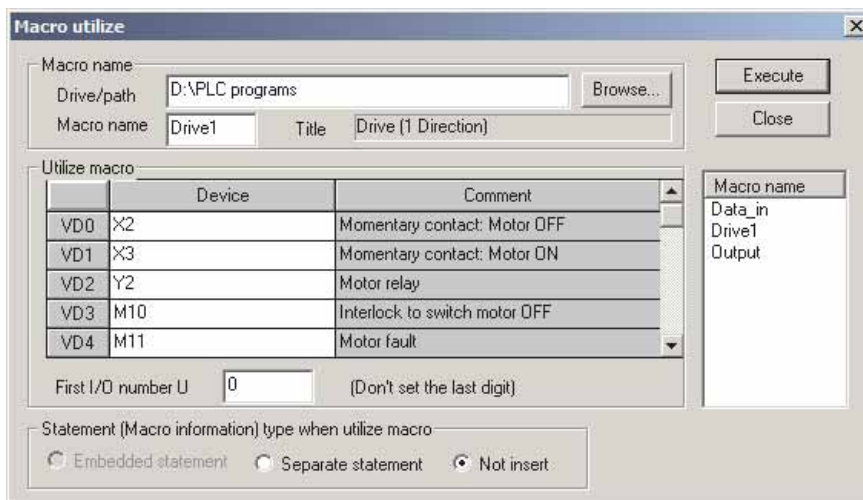 Macro utilize
Macro name
Drive/path D:\PLC programs Browse...
Macro name Drive1 Title Drive (1 Direction)
Execute
Close
Utilize macro
Device Comment
VD0 X2 Momentary contact: Motor OFF
VD1 X3 Momentary contact: Motor ON
VD2 Y2 Motor relay
VD3 M10 Interlock to switch motor OFF
VD4 M11 Motor fault
First I/O number U 0 (Don't set the last digit)
Macro name
Data_in
Drive1
Output
Statement (Macro information) type when utilize macro
Embedded statement Separate statement Not insert